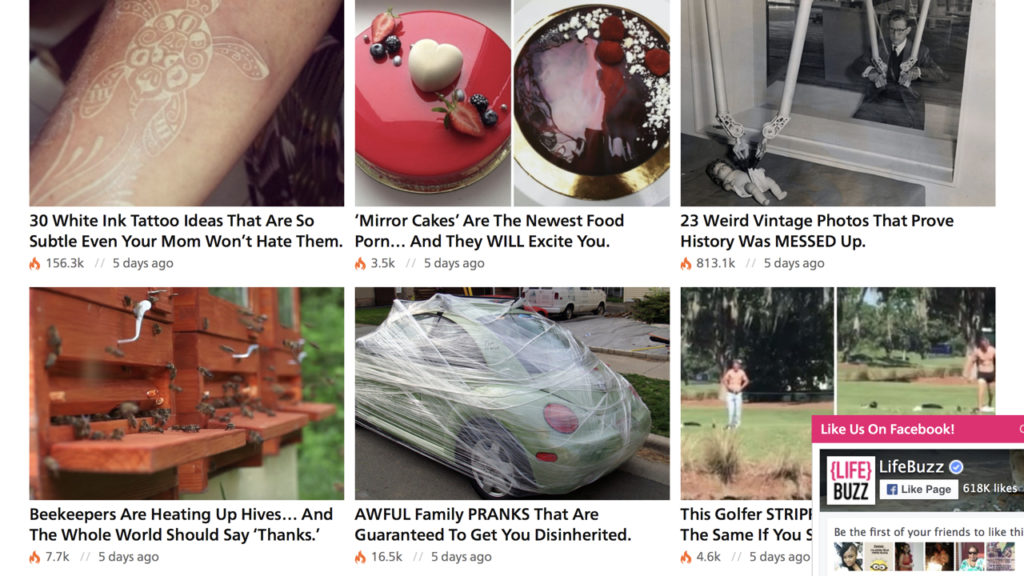 30 White Ink Tattoo Ideas That Are So
Subtle Even Your Mom Won’t Hate Them.
156.3k // 5 days ago
‘Mirror Cakes’ Are The Newest Food
Porn… And They WILL Excite You.
3.5k // 5 days ago
23 Weird Vintage Photos That Prove
History Was MESSED Up.
813.1k // 5 days ago
Beekeepers Are Heating Up Hives… And
The Whole World Should Say ‘Thanks.’
7.7k // 5 days ago
AWFUL Family PRANKS That Are
Guaranteed To Get You Disinherited.
16.5k // 5 days ago
This Golfer STRIPP
The Same If You S
4.6k // 5 days ago
Like Us On Facebook!
{LIFE}
BUZZ
LifeBuzz
Like Page
618K likes
Be the first of your friends to like thi